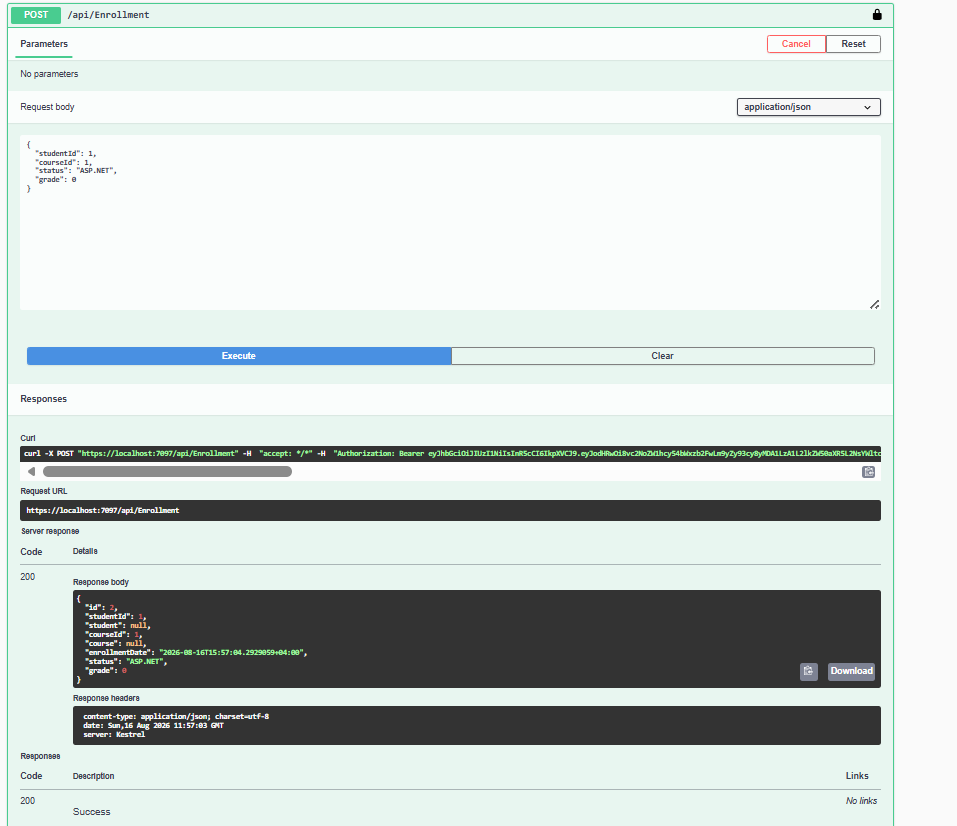 POST /api/Enrollment
Parameters
Cancel Reset
No parameters
Request body
application/json
{
"studentId": 1,
"courseId": 1,
"status": "ASP.NET",
"grade": 0
}
Execute Clear
Responses
Curl
curl -X POST "https://localhost:7097/api/Enrollment" -H "accept: */*" -H "Authorization: Bearer
Request URL
https://localhost:7097/api/Enrollment
Server response
Code Details
200
Response body
{
"id": 2,
"studentId": 1,
"student": null,
"courseId": 1,
"course": null,
"enrollmentDate": "2026-08-16T15:57:04.2929059+04:00",
"status": "ASP.NET",
"grade": 0
}
Download
Response headers
content-type: application/json; charset=utf-8
date: Sun,16 Aug 2026 11:57:03 GMT
server: Kestrel
Responses
Code Description Links
200 No links
Success